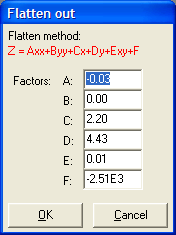 Flatten out
Flatten method:
Z = Axx+Byy+Cx+Dy+Exy+F
Factors: A: -0.03
B: 0.00
C: 2.20
D: 4.43
E: 0.01
F: -2.51E3
OK Cancel